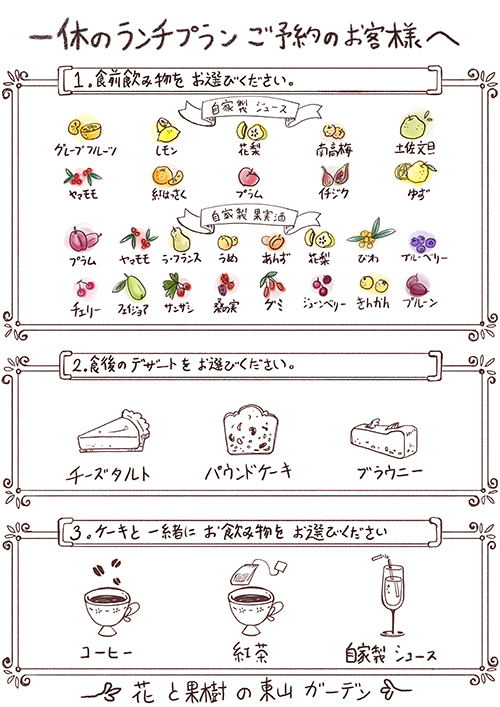 一休のランチプラン ご予約のお客様へ
1.食前飲み物をお選びください。
自家製 ジュース
グレープフルーツ レモン 花梨 南高梅 土佐文旦
ヤマモモ 紅はっさく プラム イチジク ゆず
自家製 果実酒
プラム ヤマモモ ラ・フランス うめ あんず 花梨 びわ ブルーベリー
チェリー フェイジョア サンザシ 桑の実 グミ ジューンベリー きんかん プルーン
2.食後のデザートをお選びください。
チーズタルト パウンドケーキ ブラウニー
3.ケーキと一緒にお飲み物をお選びください
コーヒー 紅茶 自家製 ジュース
花と果樹の東山ガーデン